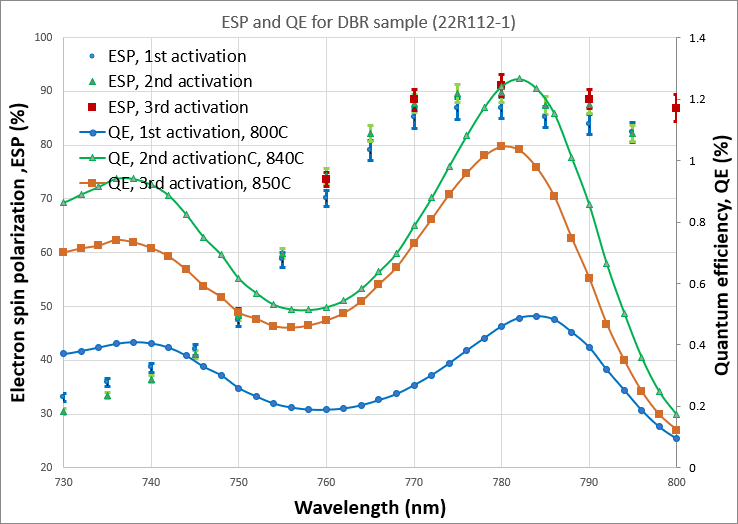 ESP and QE for DBR sample (22R112-1)
Electron spin polarization ,ESP (%)
100
90
80
70
60
50
40
30
20
ESP, 1st activation
ESP, 2nd activation
ESP, 3rd activation
QE, 1st activation, 800C
QE, 2nd activationC, 840C
QE, 3rd activation, 850C
1.4
1.2
1
0.8
0.6
0.4
0.2
0
Quantum efficiency, QE (%)
730 740 750 760 770 780 790 800
Wavelength (nm)